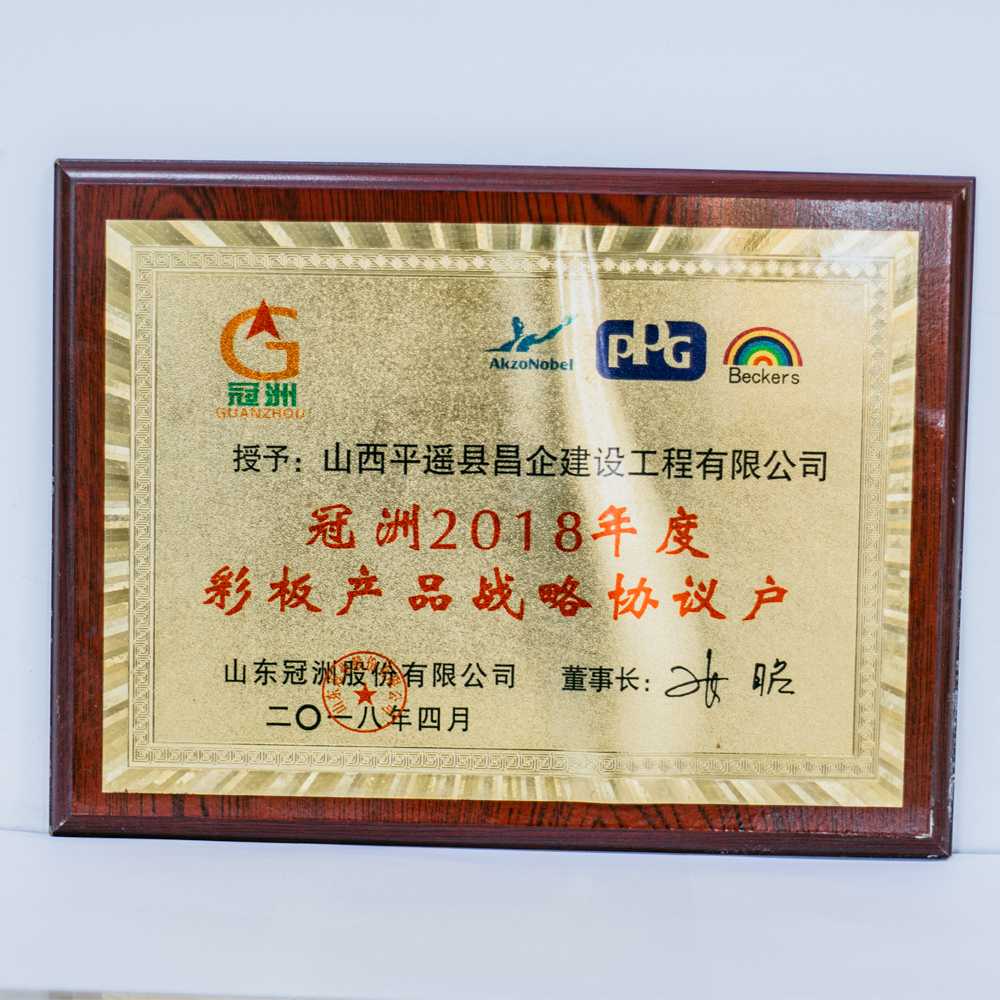 冠洲
GUANZHOU
AkzoNobel
PPG
Beckers
授予：山西平遥县昌企建设工程有限公司
冠洲2018年度
彩板产品战略协议户
山东冠洲股份有限公司
董事长：
二〇一八年四月